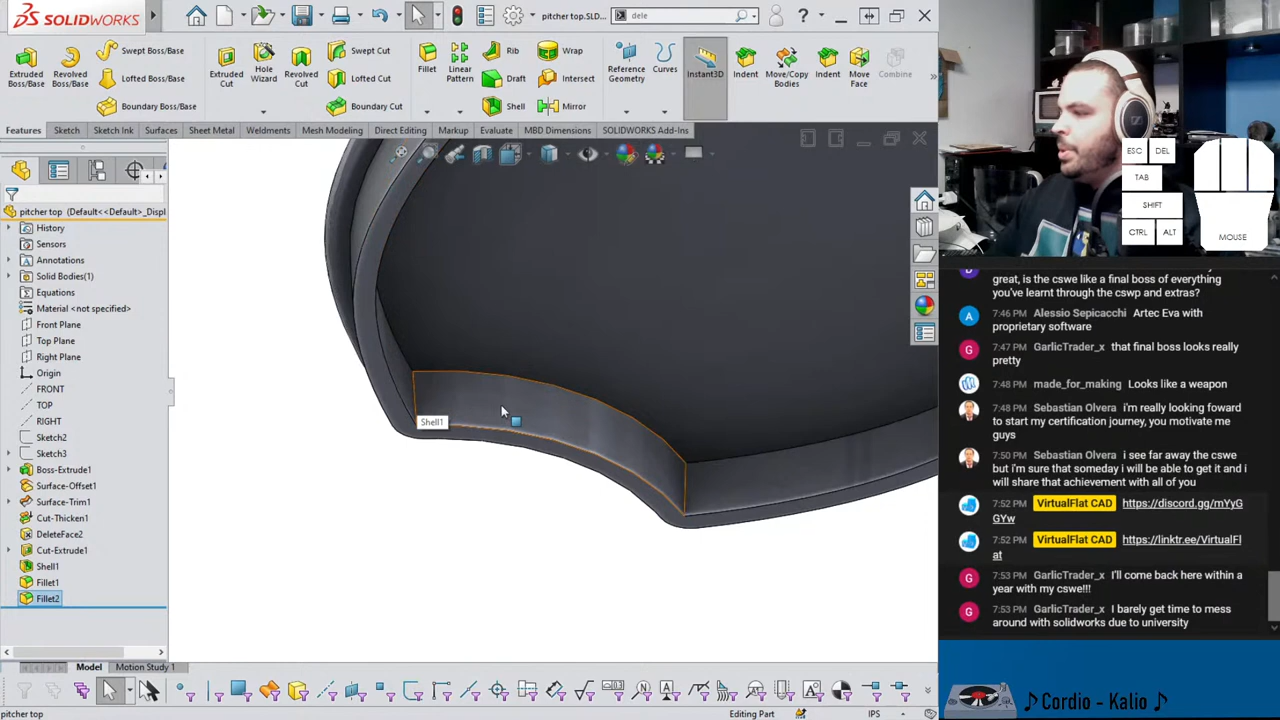 SOLIDWORKS
pitcher top.SLD...
dele
Extruded Boss/Base
Revolved Boss/Base
Swept Boss/Base
Lofted Boss/Base
Boundary Boss/Base
Extruded Cut
Hole Wizard
Revolved Cut
Swept Cut
Lofted Cut
Boundary Cut
Fillet
Linear Pattern
Rib
Draft
Shell
Wrap
Intersect
Mirror
Reference Geometry
Curves
Instant3D
Indent
Move/Copy Bodies
Indent
Move Face
Combine
Features
Sketch
Sketch Ink
Surfaces
Sheet Metal
Weldments
Mesh Modeling
Direct Editing
Markup
Evaluate
MBD Dimensions
SOLIDWORKS Add-Ins
pitcher top (Default<<Default>_Displ
History
Sensors
Annotations
Solid Bodies(1)
Equations
Material <not specified>
Front Plane
Top Plane
Right Plane
Origin
FRONT
TOP
RIGHT
Sketch2
Sketch3
Boss-Extrude1
Surface-Offset1
Surface-Trim1
Cut-Thicken1
DeleteFace2
Cut-Extrude1
Shell1
Fillet1
Fillet2
Shell1
Model
Motion Study 1
pitcher top
Editing Part
IPS
ESC
DEL
TAB
SHIFT
CTRL
ALT
MOUSE
great, is the cswe like a final boss of everything
you've learnt through the cswp and extras?
A
7:46 PM Alessio Sepicacchi Artec Eva with
proprietary software
G
7:47 PM GarlicTrader_x that final boss looks really
pretty
7:48 PM made_for_making Looks like a weapon
7:48 PM Sebastian Olvera i'm really looking forward
to start my certification journey, you motivate me
guys
7:50 PM Sebastian Olvera i see far away the cswe
but i'm sure that someday i will be able to get it and i
will share that achievement with all of you
7:52 PM VirtualFlat CAD https://discord.gg/mYyG
GYw
7:52 PM VirtualFlat CAD https://linktr.ee/VirtualFl
at
G
7:53 PM GarlicTrader_x I'll come back here within a
year with my cswe!!!
G
7:53 PM GarlicTrader_x I barely get time to mess
around with solidworks due to university
♪ Cordio - Kalio ♪